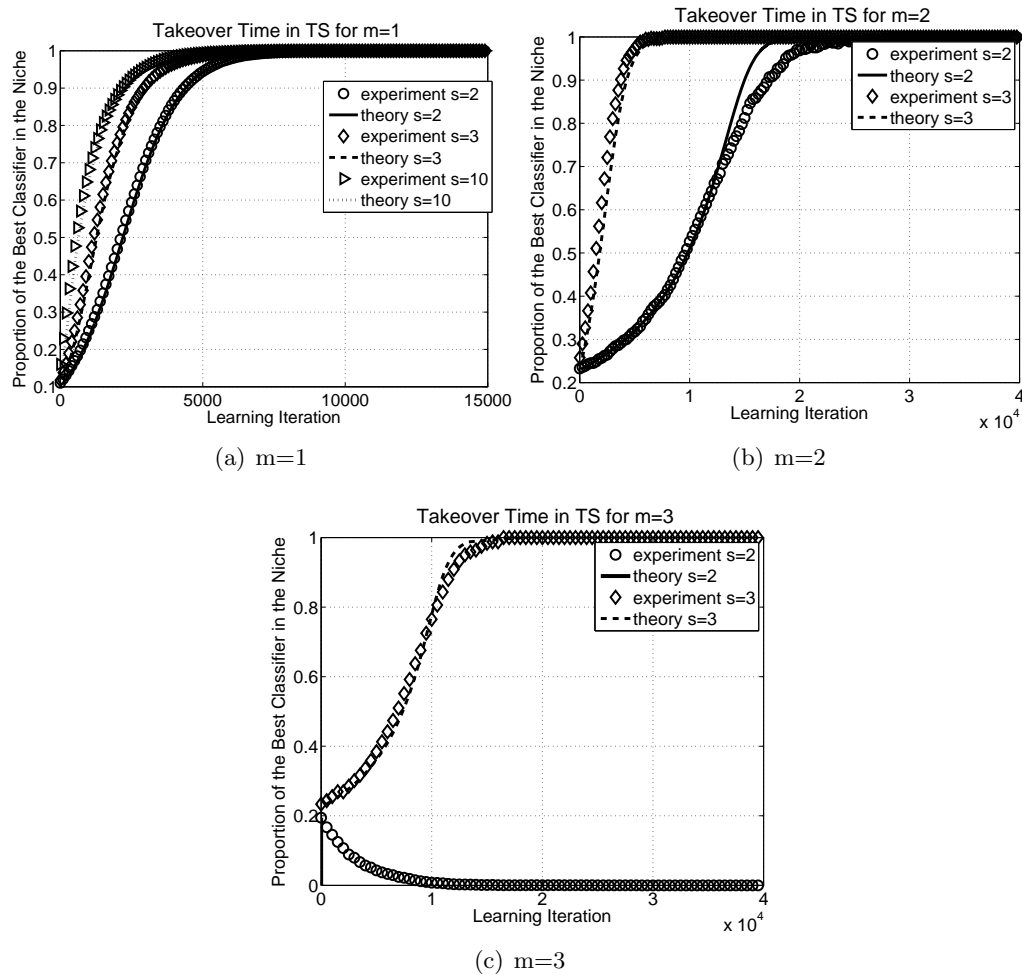 Takeover Time in TS for m=1
Proportion of the Best Classifier in the Niche
1
0.9
0.8
0.7
0.6
0.5
0.4
0.3
0.2
0.1
experiment s=2
theory s=2
experiment s=3
theory s=3
experiment s=10
theory s=10
0 5000 10000 15000
Learning Iteration
(a) m=1
Takeover Time in TS for m=2
Proportion of the Best Classifier in the Niche
1
0.9
0.8
0.7
0.6
0.5
0.4
0.3
0.2
experiment s=2
theory s=2
experiment s=3
theory s=3
0 1 2 3 4
Learning Iteration
x 10^4
(b) m=2
Takeover Time in TS for m=3
Proportion of the Best Classifier in the Niche
1
0.8
0.6
0.4
0.2
0
experiment s=2
theory s=2
experiment s=3
theory s=3
0 1 2 3 4
Learning Iteration
x 10^4
(c) m=3